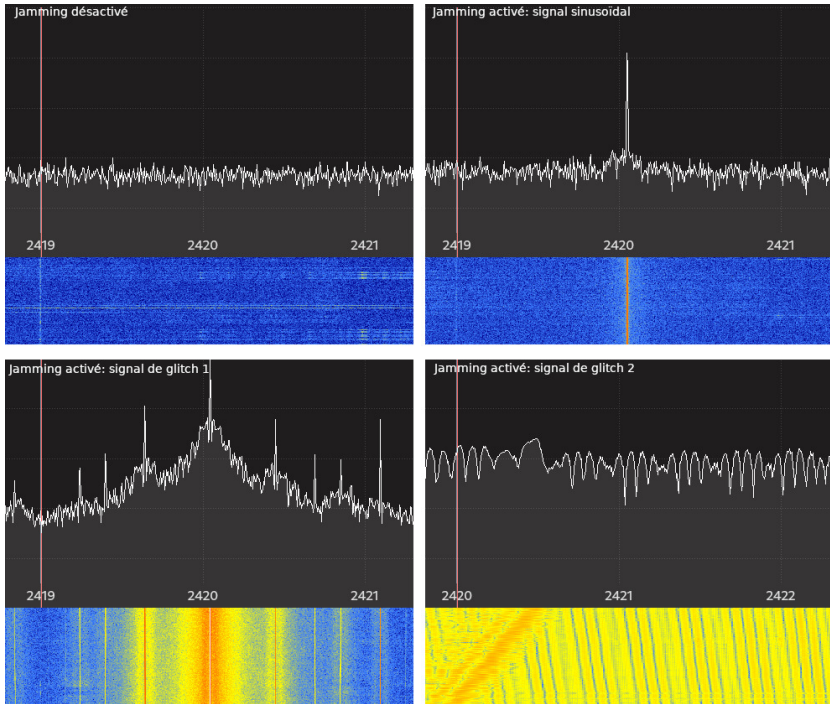 Jamming désactivé
2419 2420 2421
Jamming activé: signal sinusoïdal
2419 2420 2421
Jamming activé: signal de glitch 1
2419 2420 2421
Jamming activé: signal de glitch 2
2420 2421 2422